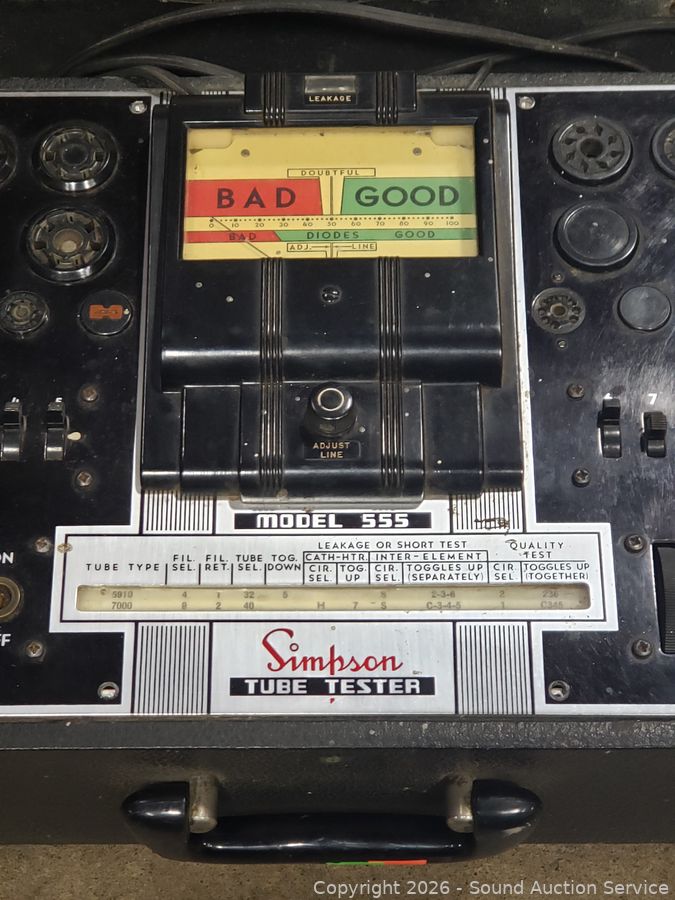 LEAKAGE
DOUBTFUL
BAD GOOD
0 10 20 30 40 50 60 70 80 90 100
BAD DIODES GOOD
ADJ. LINE
4 5
7
ADJUST
LINE
MODEL 555
LEAKAGE OR SHORT TEST QUALITY TEST
TUBE TYPE FIL. SEL. FIL. RET. TUBE SEL. TOG. DOWN CATH-HTR. INTER-ELEMENT
CIR. SEL. TOG. UP CIR. SEL. TOGGLES UP (SEPARATELY) CIR. SEL. TOGGLES UP (TOGETHER)
5910 4 1 32 5 S 2-3-6 2 236
7000 8 2 40 H 7 S C-3-4-5 1 C345
ON
OFF
Simpson
TUBE TESTER
Copyright 2026 - Sound Auction Service